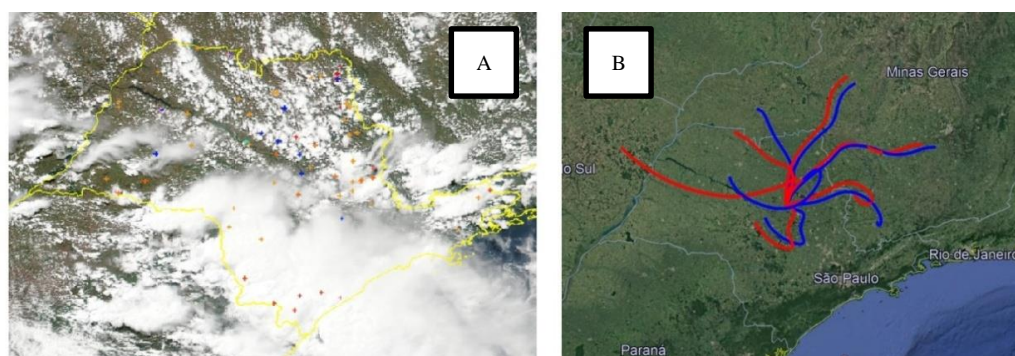 A
B
Minas Gerais
o Sul
Rio de Janeiro
São Paulo
Paraná